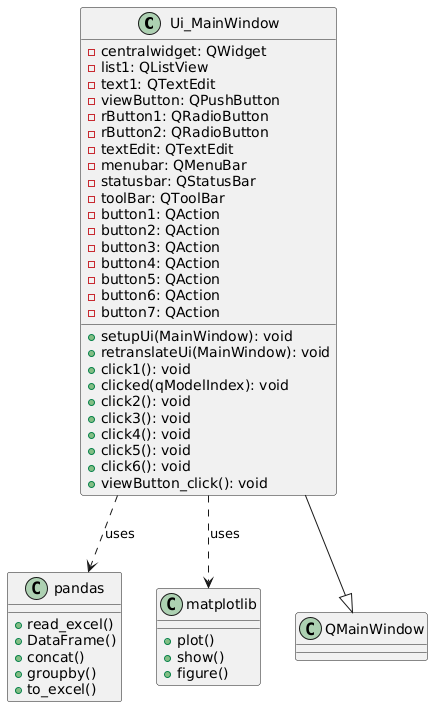 C Ui_MainWindow
centralwidget: QWidget
list1: QListView
text1: QTextEdit
viewButton: QPushButton
rButton1: QRadioButton
rButton2: QRadioButton
textEdit: QTextEdit
menubar: QMenuBar
statusbar: QStatusBar
toolBar: QToolBar
button1: QAction
button2: QAction
button3: QAction
button4: QAction
button5: QAction
button6: QAction
button7: QAction
setupUi(MainWindow): void
retranslateUi(MainWindow): void
click1(): void
clicked(qModelIndex): void
click2(): void
click3(): void
click4(): void
click5(): void
click6(): void
viewButton_click(): void
uses
uses
C pandas
read_excel()
DataFrame()
concat()
groupby()
to_excel()
C matplotlib
plot()
show()
figure()
C QMainWindow